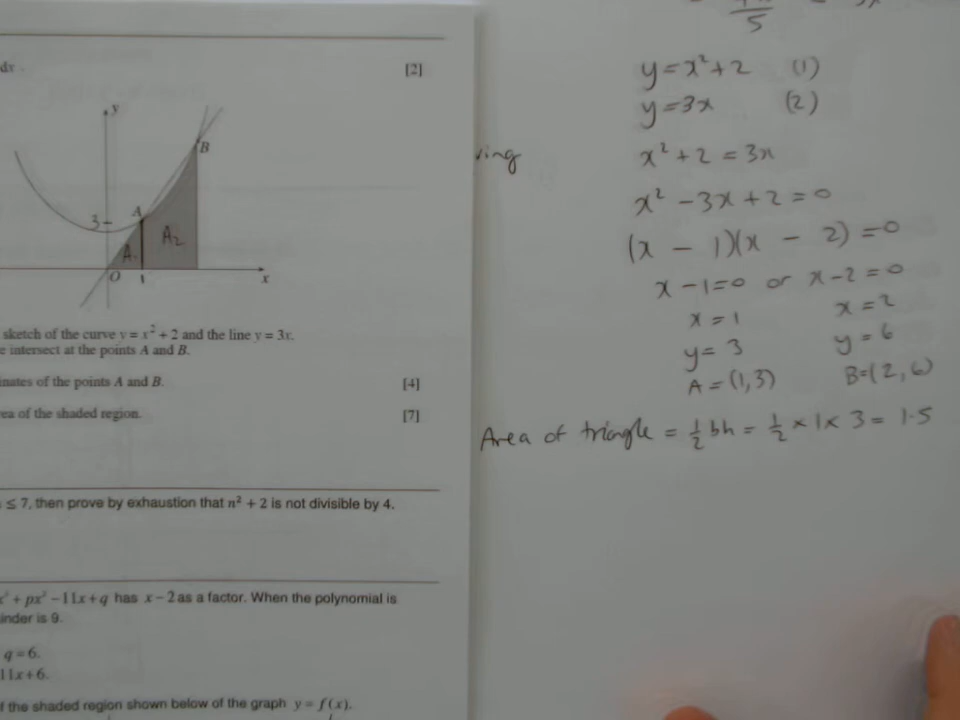 dx [2]
y
B
A
3
A₁ A₂
O 1 x
sketch of the curve y = x² + 2 and the line y = 3x.
e intersect at the points A and B.
inates of the points A and B. [4]
ea of the shaded region. [7]
≤ 7, then prove by exhaustion that n² + 2 is not divisible by 4.
+ px² − 11x + q has x − 2 as a factor. When the polynomial is
inder is 9.
q = 6.
11x + 6.
f the shaded region shown below of the graph y = f(x).
5
y = x² + 2 (1)
y = 3x (2)
ving
x² + 2 = 3x
x² − 3x + 2 = 0
(x − 1)(x − 2) = 0
x − 1 = 0 or x − 2 = 0
x = 1 x = 2
y = 3 y = 6
A = (1,3) B = (2,6)
Area of triangle = ½ bh = ½ × 1 × 3 = 1.5